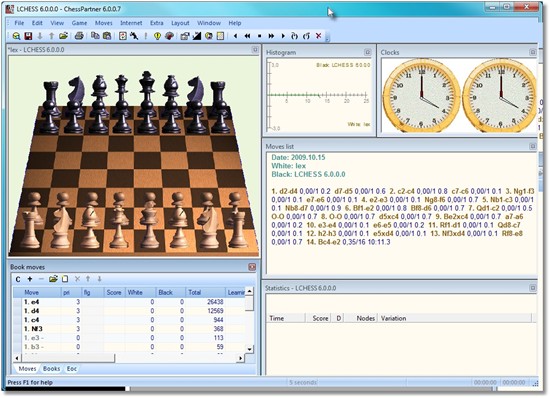 LCHESS 6.0.0.0 - ChessPartner 6.0.0.7
File Edit View Game Moves Internet Extra Layout Window Help
*lex - LCHESS 6.0.0.0
Histogram
3.0
Black: LCHESS 6.0.0.0
0.0
5 10 15 20 25
White: lex
-3.0
Clocks
Moves list
Date: 2009.10.15
White: lex
Black: LCHESS 6.0.0.0
1. d2-d4 0,00/1 0.2 d7-d5 0,00/1 0.6 2. c2-c4 0,00/1 0.8 c7-c6 0,00/1 0.1 3. Ng1-f3
0,00/1 0.1 e7-e6 0,00/1 0.1 4. e2-e3 0,00/1 0.1 Ng8-f6 0,00/1 0.7 5. Nb1-c3 0,00/1
0.1 Nb8-d7 0,00/1 0.9 6. Bf1-e2 0,00/1 0.8 Bf8-d6 0,00/1 0.7 7. Qd1-c2 0,00/1 0.5
O-O 0,00/1 0.7 8. O-O 0,00/1 0.7 d5xc4 0,00/1 0.7 9. Be2xc4 0,00/1 0.7 a7-a6
0,00/1 0.2 10. e3-e4 0,00/1 0.1 e6-e5 0,00/1 0.2 11. Rf1-d1 0,00/1 0.1 Qd8-c7
0,00/1 0.1 12. h2-h3 0,00/1 0.1 e5xd4 0,00/1 0.1 13. Nf3xd4 0,00/1 0.1 Rf8-e8
0,00/1 0.7 14. Bc4-e2 0,35/16 10:11.3
Book moves
Move pri fig Score White Black Total Learnin
1. e4 3 0 0 26438
1. d4 3 0 0 12569
1. c4 3 0 0 944
1. Nf3 3 0 0 368
1. e3 - 0 0 113
1. b3 - 0 0 59
Moves Books Eoc
Statistics - LCHESS 6.0.0.0
Time Score D Nodes Variation
Press F1 for help
5 seconds
00:00:00 00:00:00